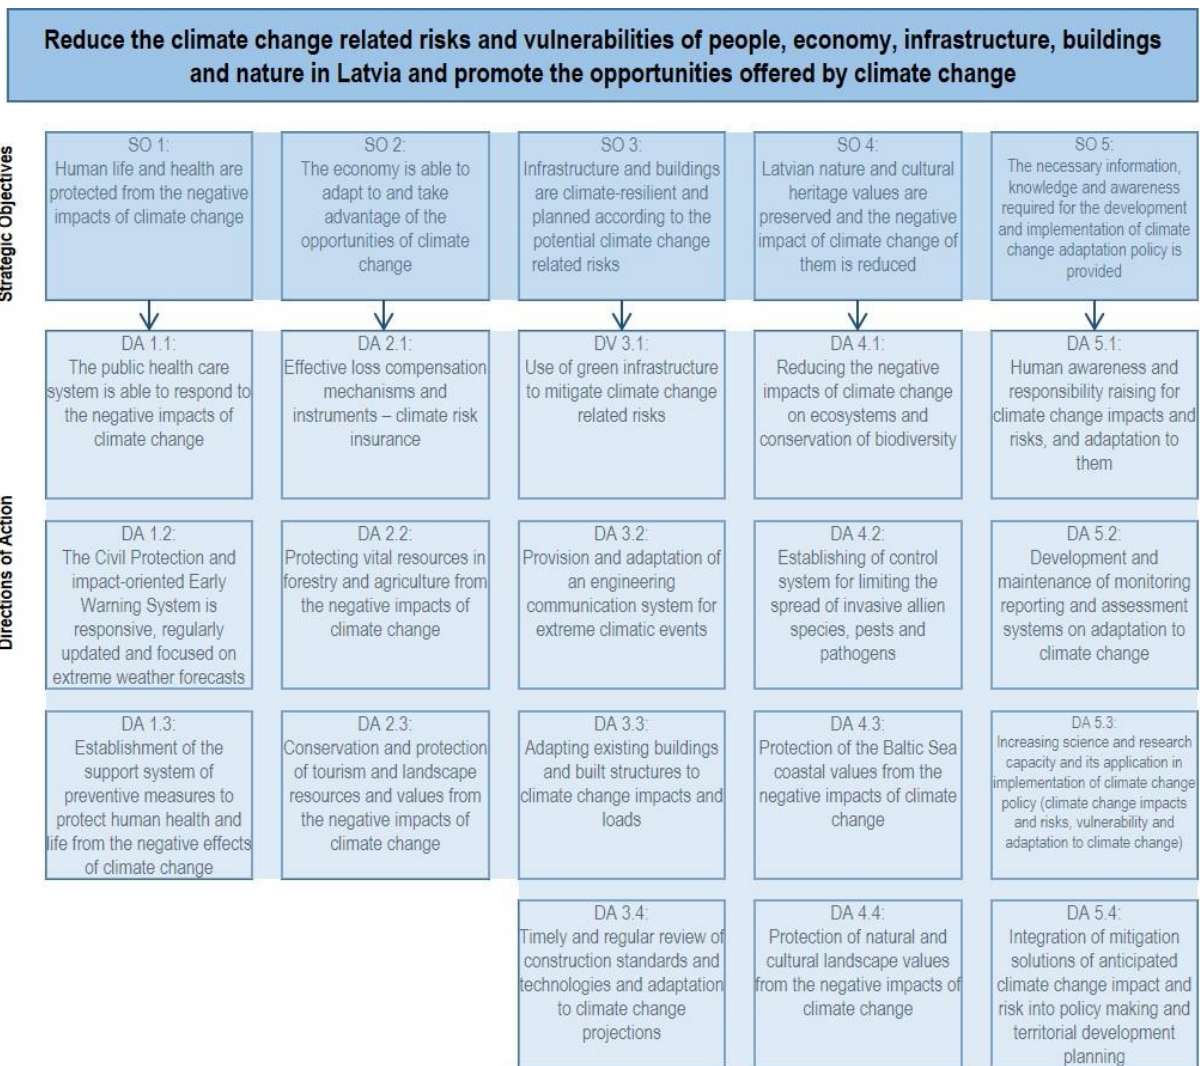 Reduce the climate change related risks and vulnerabilities of people, economy, infrastructure, buildings
and nature in Latvia and promote the opportunities offered by climate change
Strategic Objectives
SO 1:
Human life and health are
protected from the negative
impacts of climate change
SO 2:
The economy is able to
adapt to and take
advantage of the
opportunities of climate
change
SO 3:
Infrastructure and buildings
are climate-resilient and
planned according to the
potential climate change
related risks
SO 4:
Latvian nature and cultural
heritage values are
preserved and the negative
impact of climate change of
them is reduced
SO 5:
The necessary information,
knowledge and awareness
required for the development
and implementation of climate
change adaptation policy is
provided
Directions of Action
DA 1.1:
The public health care
system is able to respond to
the negative impacts of
climate change
DA 2.1:
Effective loss compensation
mechanisms and
instruments – climate risk
insurance
DV 3.1:
Use of green infrastructure
to mitigate climate change
related risks
DA 4.1:
Reducing the negative
impacts of climate change
on ecosystems and
conservation of biodiversity
DA 5.1:
Human awareness and
responsibility raising for
climate change impacts and
risks, and adaptation to
them
DA 1.2:
The Civil Protection and
impact-oriented Early
Warning System is
responsive, regularly
updated and focused on
extreme weather forecasts
DA 2.2:
Protecting vital resources in
forestry and agriculture from
the negative impacts of
climate change
DA 3.2:
Provision and adaptation of
an engineering
communication system for
extreme climatic events
DA 4.2:
Establishing of control
system for limiting the
spread of invasive allien
species, pests and
pathogens
DA 5.2:
Development and
maintenance of monitoring
reporting and assessment
systems on adaptation to
climate change
DA 1.3:
Establishment of the
support system of
preventive measures to
protect human health and
life from the negative effects
of climate change
DA 2.3:
Conservation and protection
of tourism and landscape
resources and values from
the negative impacts of
climate change
DA 3.3:
Adapting existing buildings
and built structures to
climate change impacts and
loads
DA 4.3:
Protection of the Baltic Sea
coastal values from the
negative impacts of climate
change
DA 5.3:
Increasing science and research
capacity and its application in
implementation of climate change
policy (climate change impacts
and risks, vulnerability and
adaptation to climate change)
DA 3.4:
Timely and regular review of
construction standards and
technologies and adaptation
to climate change
projections
DA 4.4:
Protection of natural and
cultural landscape values
from the negative impacts of
climate change
DA 5.4:
Integration of mitigation
solutions of anticipated
climate change impact and
risk into policy making and
territorial development
planning